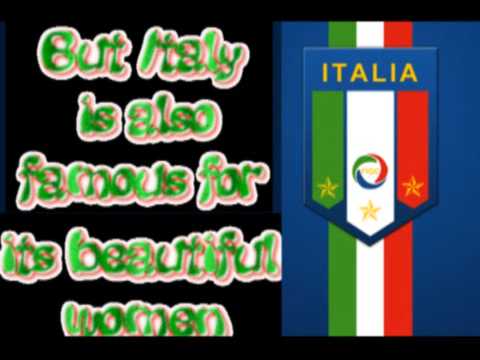 But Italy
is also
famous for
its beautiful
women
ITALIA